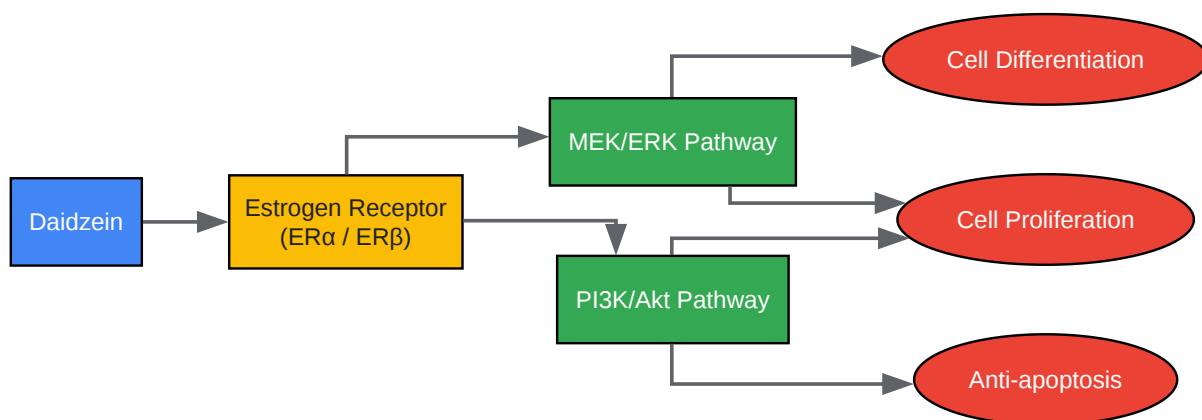 Daidzein
Estrogen Receptor
(ERα / ERβ)
MEK/ERK Pathway
PI3K/Akt Pathway
Cell Differentiation
Cell Proliferation
Anti-apoptosis